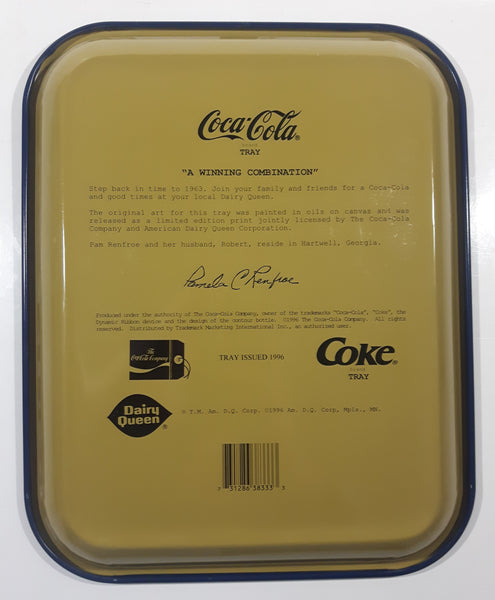 Coca-Cola®
BRAND
TRAY
"A WINNING COMBINATION"
Step back in time to 1963. Join your family and friends for a Coca-Cola
and good times at your local Dairy Queen.
The original art for this tray was painted in oils on canvas and was
released as a limited edition print jointly licensed by The Coca-Cola
Company and American Dairy Queen Corporation.
Pam Renfroe and her husband, Robert, reside in Hartwell, Georgia.
Pamela C Renfroe
Produced under the authority of The Coca-Cola Company, owner of the trademarks "Coca-Cola", "Coke", the
Dynamic Ribbon device and the design of the contour bottle. ©1996 The Coca-Cola Company. All rights
reserved. Distributed by Trademark Marketing International Inc., an authorized user.
The
Coca-Cola Company
TRAY ISSUED 1996
Coke®
BRAND
TRAY
Dairy
Queen®
® T.M. Am. D.Q. Corp. ©1996 Am. D.Q. Corp, Mpls., MN.
7 31286 38333 3